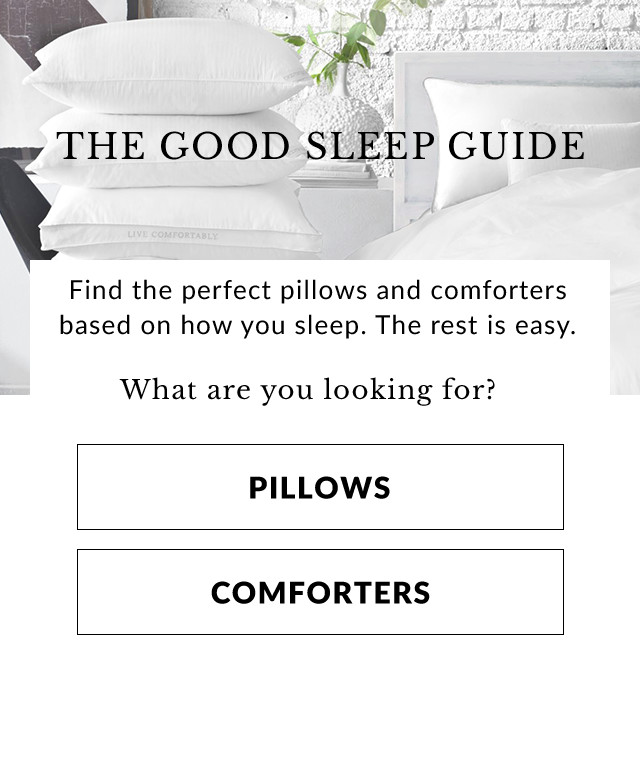 THE GOOD SLEEP GUIDE
LIVE COMFORTABLY
Find the perfect pillows and comforters
based on how you sleep. The rest is easy.
What are you looking for?
PILLOWS
COMFORTERS